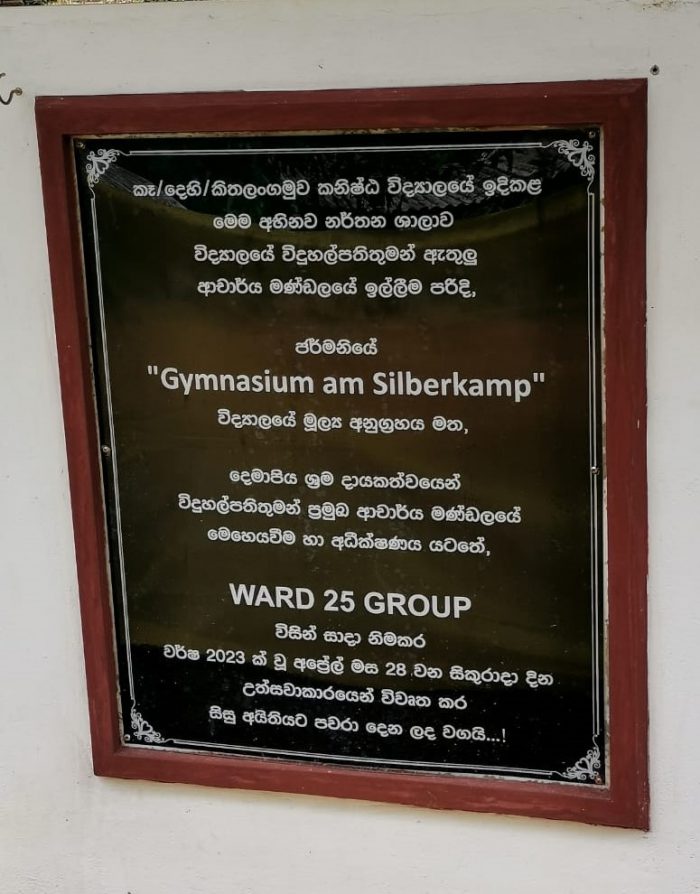 කෑ/දෙහි/කිතලංගමුව කනිෂ්ඨ විද්‍යාලයේ ඉදිකළ
මෙම අභිනව නර්තන ශාලාව
විද්‍යාලයේ විදුහල්පතිතුමන් ඇතුලු
ආචාර්ය මණ්ඩලයේ ඉල්ලීම පරිදි,
ජර්මනියේ
"Gymnasium am Silberkamp"
විද්‍යාලයේ මූල්‍ය අනුග්‍රහය මත,
දෙමාපිය ශ්‍රම දායකත්වයෙන්
විදුහල්පතිතුමන් ප්‍රමුඛ ආචාර්ය මණ්ඩලයේ
මෙහෙයවීම හා අධීක්ෂණය යටතේ,
WARD 25 GROUP
විසින් සාදා නිමකර
වර්ෂ 2023 ක් වූ අප්‍රේල් මස 28 වන සිකුරාදා දින
උත්සවාකාරයෙන් විවෘත කර
සිසු අයිතියට පවරා දෙන ලද වගයි...!